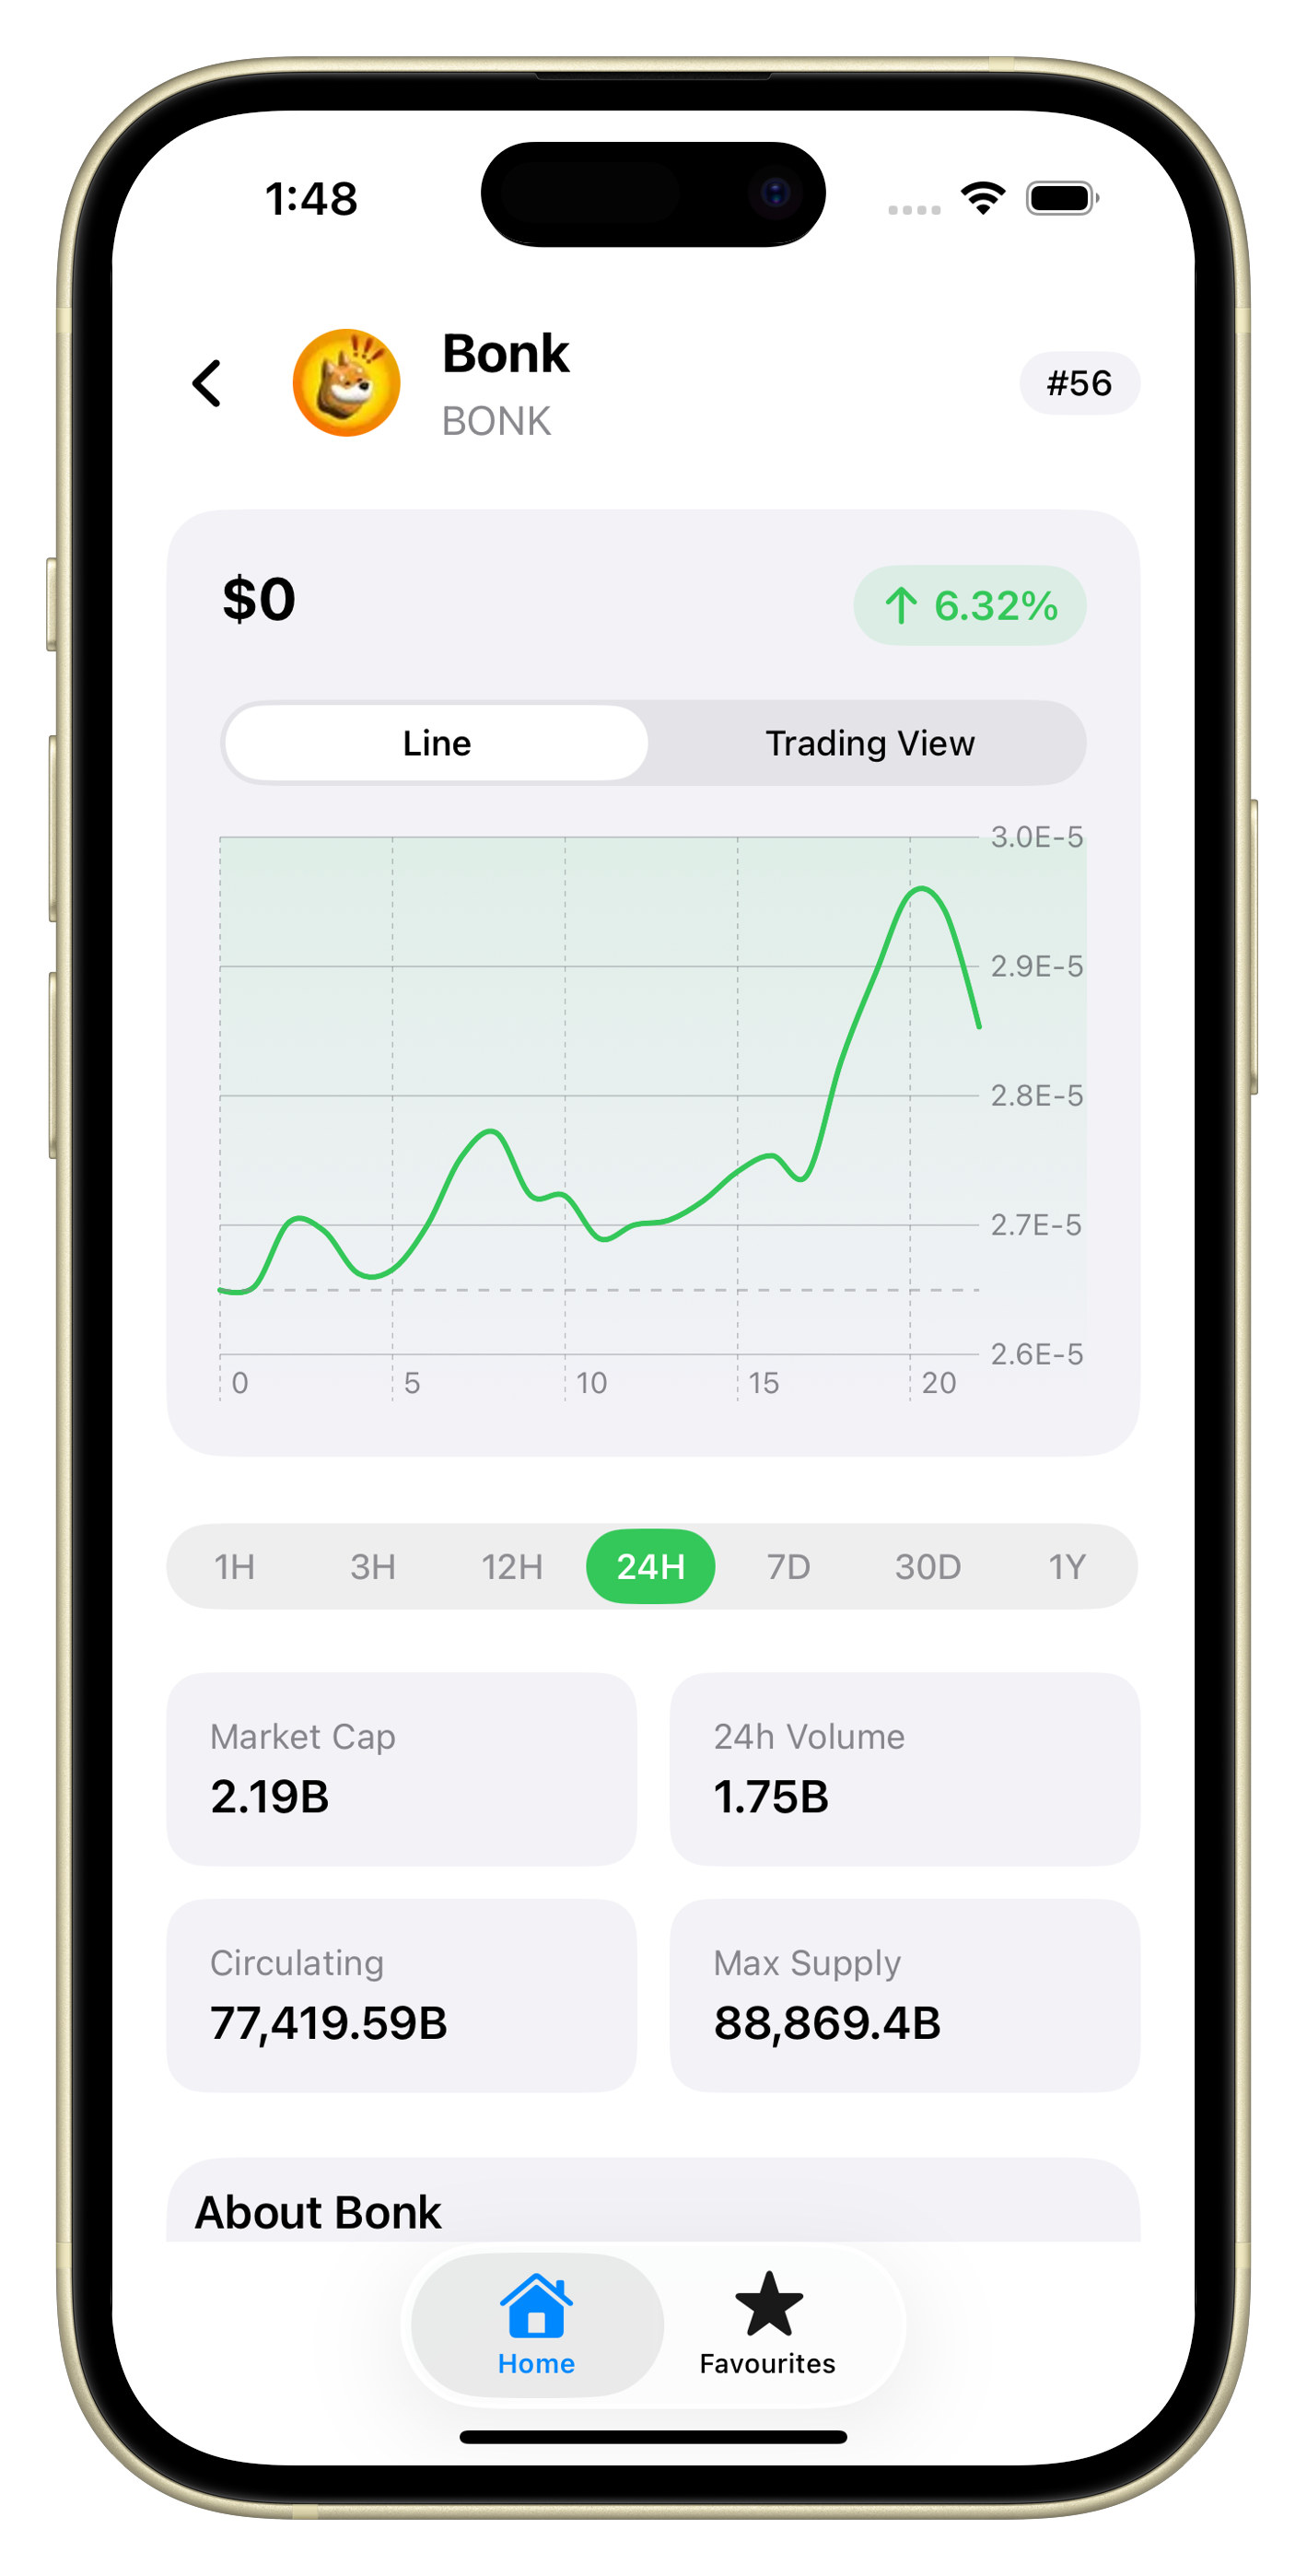 1:48
Bonk
BONK
#56
$0
↑ 6.32%
Line
Trading View
3.0E-5
2.9E-5
2.8E-5
2.7E-5
2.6E-5
0 5 10 15 20
1H 3H 12H 24H 7D 30D 1Y
Market Cap
2.19B
24h Volume
1.75B
Circulating
77,419.59B
Max Supply
88,869.4B
About Bonk
Home
Favourites